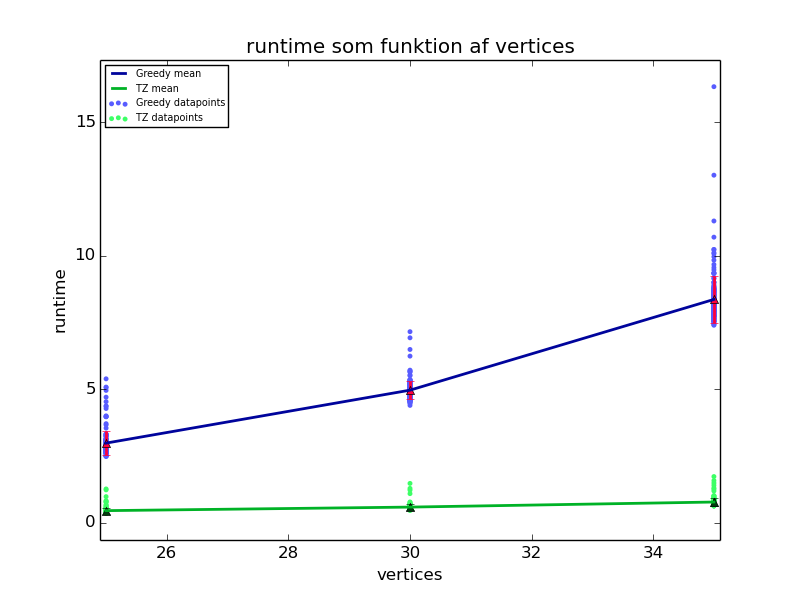 runtime som funktion af vertices
Greedy mean
TZ mean
Greedy datapoints
TZ datapoints
15
10
5
0
runtime
26 28 30 32 34
vertices